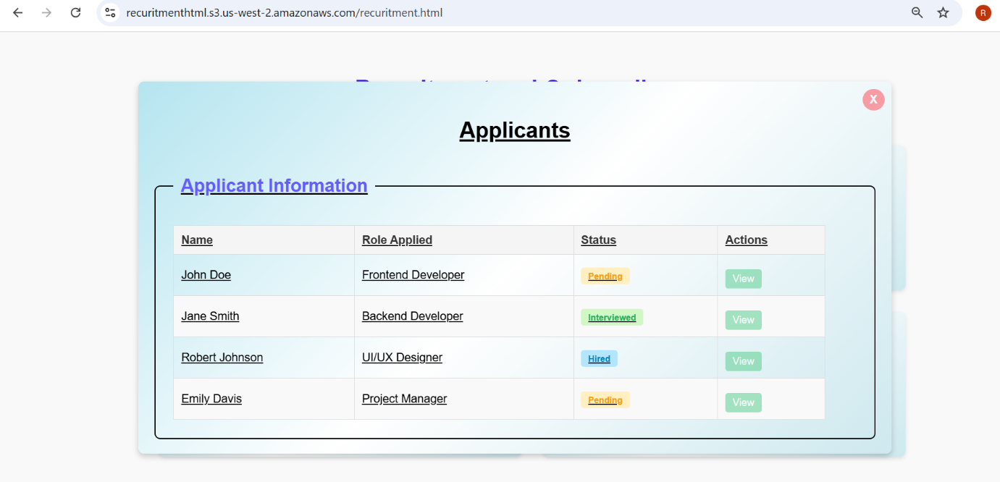 recuritmenthtml.s3.us-west-2.amazonaws.com/recuritment.html
R
X
Applicants
Applicant Information
Name Role Applied Status Actions
John Doe Frontend Developer Pending View
Jane Smith Backend Developer Interviewed View
Robert Johnson UI/UX Designer Hired View
Emily Davis Project Manager Pending View